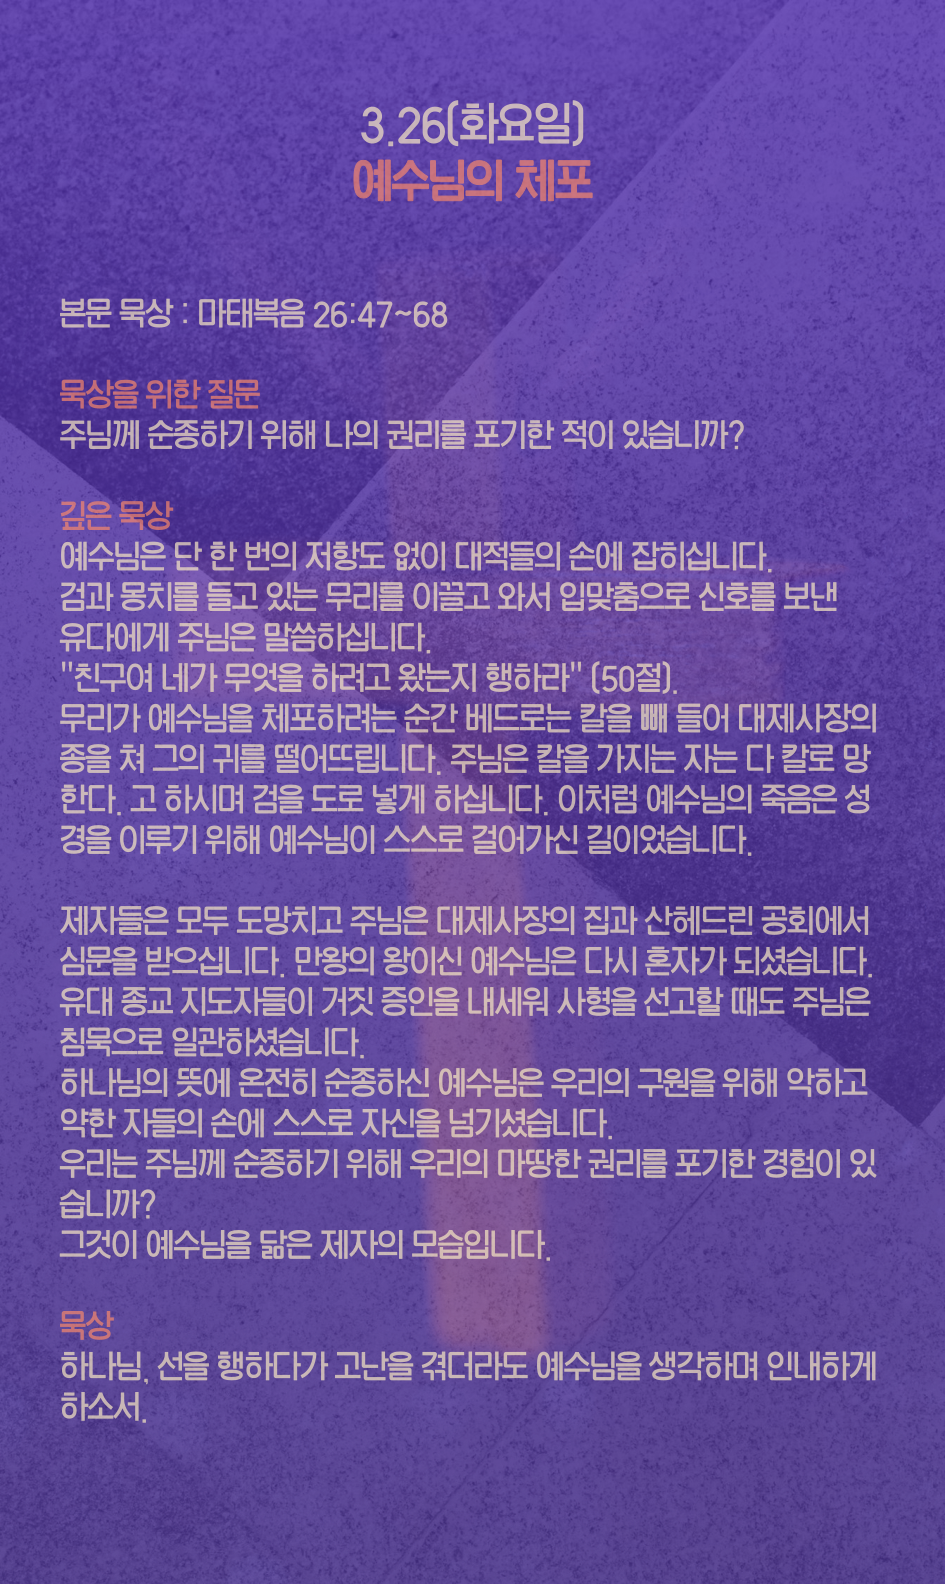 3.26(화요일)
예수님의 체포
본문 묵상 : 마태복음 26:47~68
묵상을 위한 질문
주님께 순종하기 위해 나의 권리를 포기한 적이 있습니까?
깊은 묵상
예수님은 단 한 번의 저항도 없이 대적들의 손에 잡히십니다.
검과 몽치를 들고 있는 무리를 이끌고 와서 입맞춤으로 신호를 보낸
유다에게 주님은 말씀하십니다.
"친구여 네가 무엇을 하려고 왔는지 행하라" (50절).
무리가 예수님을 체포하려는 순간 베드로는 칼을 빼 들어 대제사장의
종을 쳐 그의 귀를 떨어뜨립니다. 주님은 칼을 가지는 자는 다 칼로 망
한다. 고 하시며 검을 도로 넣게 하십니다. 이처럼 예수님의 죽음은 성
경을 이루기 위해 예수님이 스스로 걸어가신 길이었습니다.
제자들은 모두 도망치고 주님은 대제사장의 집과 산헤드린 공회에서
심문을 받으십니다. 만왕의 왕이신 예수님은 다시 혼자가 되셨습니다.
유대 종교 지도자들이 거짓 증인을 내세워 사형을 선고할 때도 주님은
침묵으로 일관하셨습니다.
하나님의 뜻에 온전히 순종하신 예수님은 우리의 구원을 위해 악하고
약한 자들의 손에 스스로 자신을 넘기셨습니다.
우리는 주님께 순종하기 위해 우리의 마땅한 권리를 포기한 경험이 있
습니까?
그것이 예수님을 닮은 제자의 모습입니다.
묵상
하나님, 선을 행하다가 고난을 겪더라도 예수님을 생각하며 인내하게
하소서.